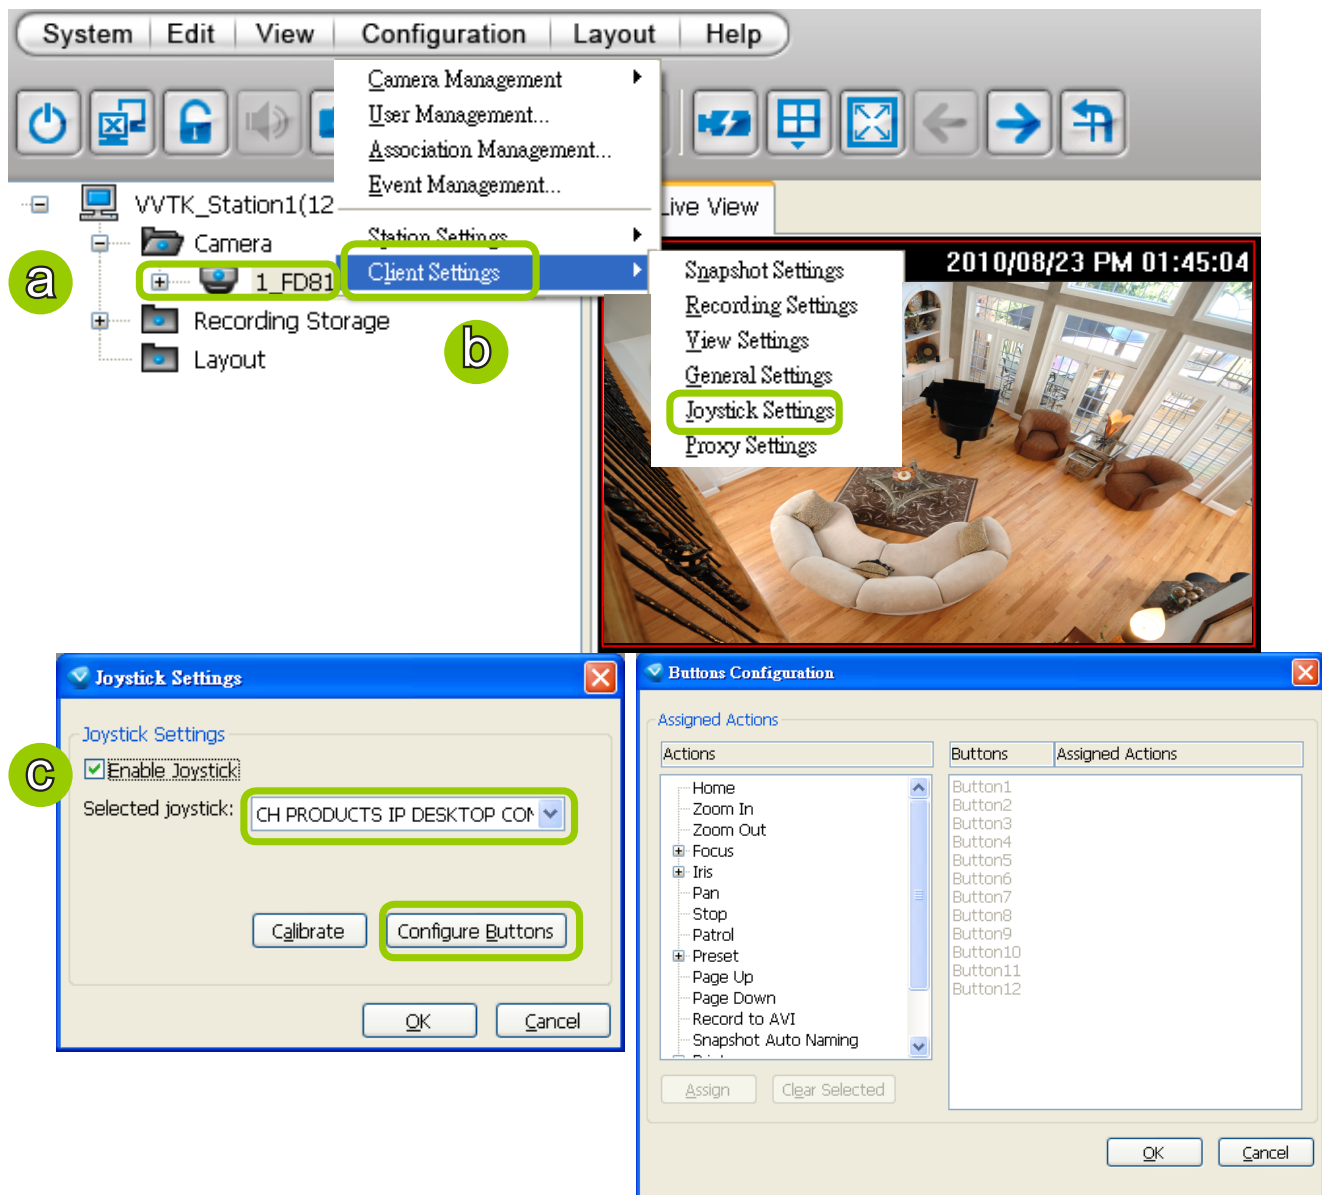 System Edit View Configuration Layout Help
Camera Management
User Management...
Association Management...
Event Management...
Station Settings
Client Settings
VVTK_Station1(12
Camera
a
1_FD81
Recording Storage
Layout
b
Live View
2010/08/23 PM 01:45:04
Snapshot Settings
Recording Settings
View Settings
General Settings
Joystick Settings
Proxy Settings
Joystick Settings
Joystick Settings
c
Enable Joystick
Selected joystick: CH PRODUCTS IP DESKTOP CON
Calibrate Configure Buttons
OK Cancel
Buttons Configuration
Assigned Actions
Actions
Home
Zoom In
Zoom Out
Focus
Iris
Pan
Stop
Patrol
Preset
Page Up
Page Down
Record to AVI
Snapshot Auto Naming
Assign Clear Selected
Buttons Assigned Actions
Button1
Button2
Button3
Button4
Button5
Button6
Button7
Button8
Button9
Button10
Button11
Button12
OK Cancel